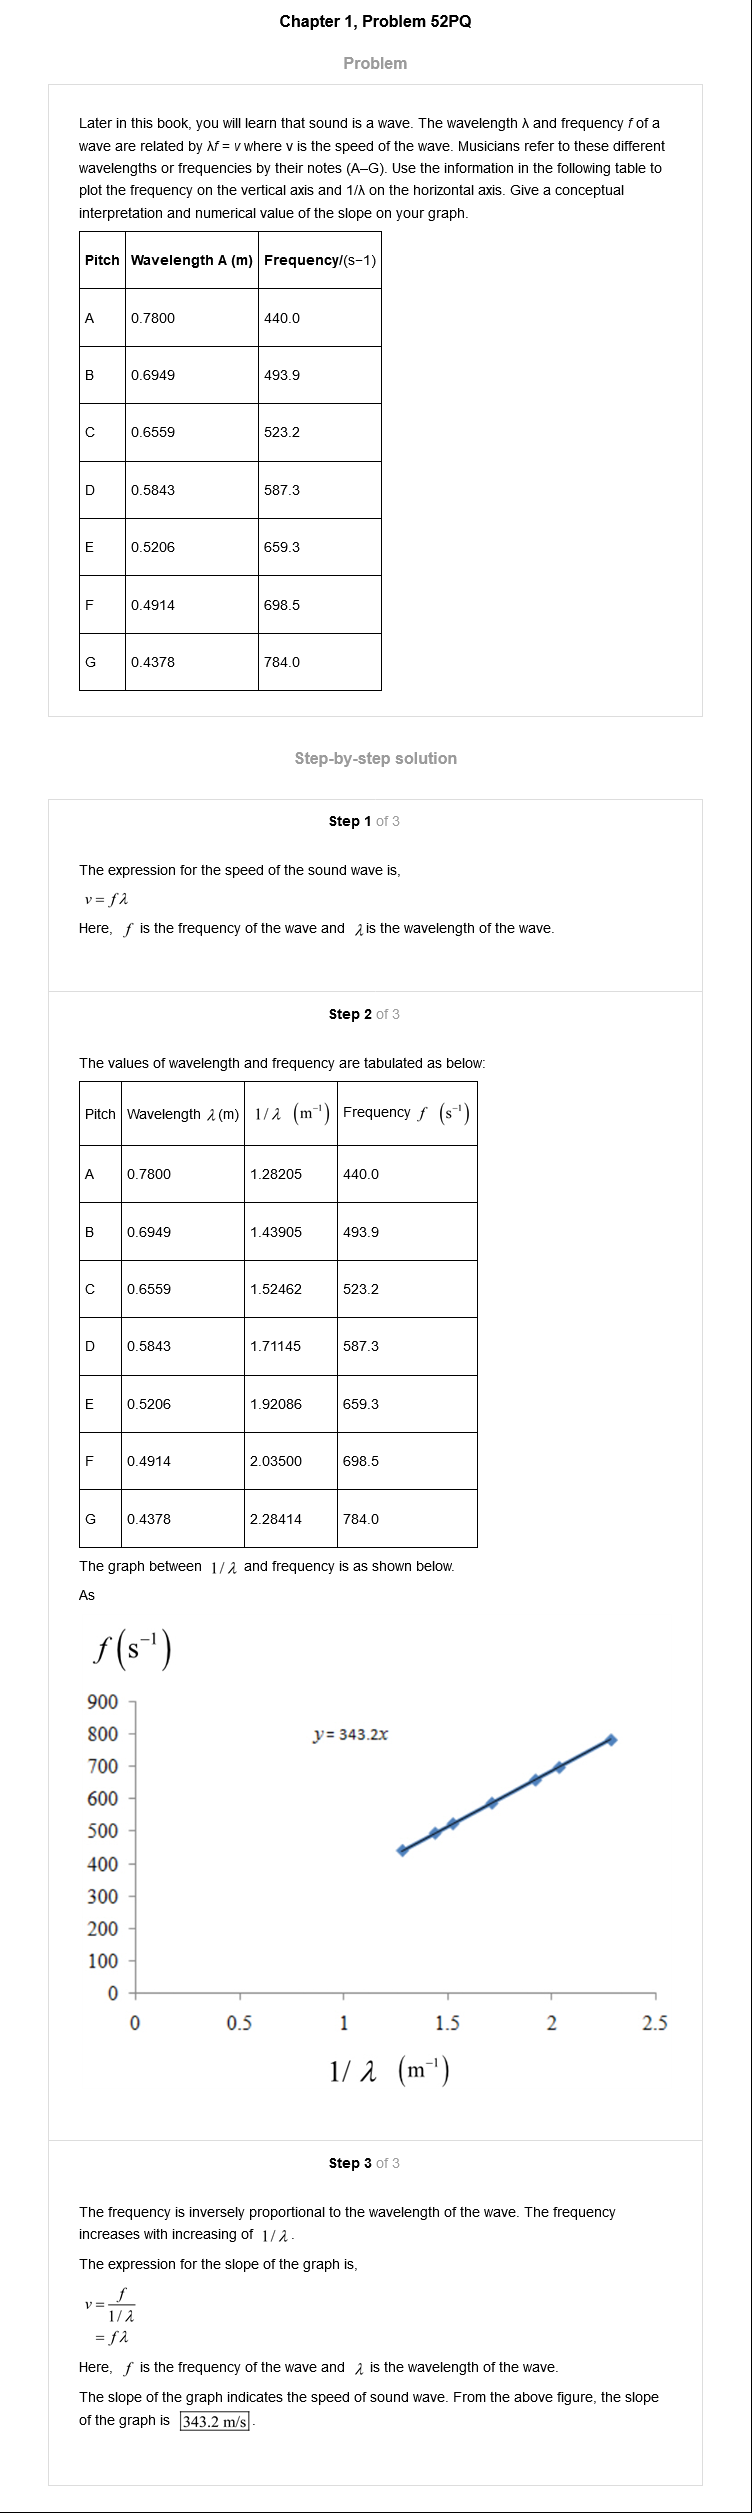 Chapter 1, Problem 52PQ
Problem
Later in this book, you will learn that sound is a wave. The wavelength λ and frequency f of a
wave are related by λf = v where v is the speed of the wave. Musicians refer to these different
wavelengths or frequencies by their notes (A–G). Use the information in the following table to
plot the frequency on the vertical axis and 1/λ on the horizontal axis. Give a conceptual
interpretation and numerical value of the slope on your graph.
Pitch Wavelength A (m) Frequency/(s−1)
A 0.7800 440.0
B 0.6949 493.9
C 0.6559 523.2
D 0.5843 587.3
E 0.5206 659.3
F 0.4914 698.5
G 0.4378 784.0
Step-by-step solution
Step 1 of 3
The expression for the speed of the sound wave is,
v = fλ
Here, f is the frequency of the wave and λ is the wavelength of the wave.
Step 2 of 3
The values of wavelength and frequency are tabulated as below:
Pitch Wavelength λ (m) 1/λ (m⁻¹) Frequency f (s⁻¹)
A 0.7800 1.28205 440.0
B 0.6949 1.43905 493.9
C 0.6559 1.52462 523.2
D 0.5843 1.71145 587.3
E 0.5206 1.92086 659.3
F 0.4914 2.03500 698.5
G 0.4378 2.28414 784.0
The graph between 1/λ and frequency is as shown below.
As
f(s⁻¹)
900
800
y = 343.2x
700
600
500
400
300
200
100
0
0 0.5 1 1.5 2 2.5
1/λ (m⁻¹)
Step 3 of 3
The frequency is inversely proportional to the wavelength of the wave. The frequency
increases with increasing of 1/λ.
The expression for the slope of the graph is,
v = f
1/λ
= fλ
Here, f is the frequency of the wave and λ is the wavelength of the wave.
The slope of the graph indicates the speed of sound wave. From the above figure, the slope
of the graph is 343.2 m/s.